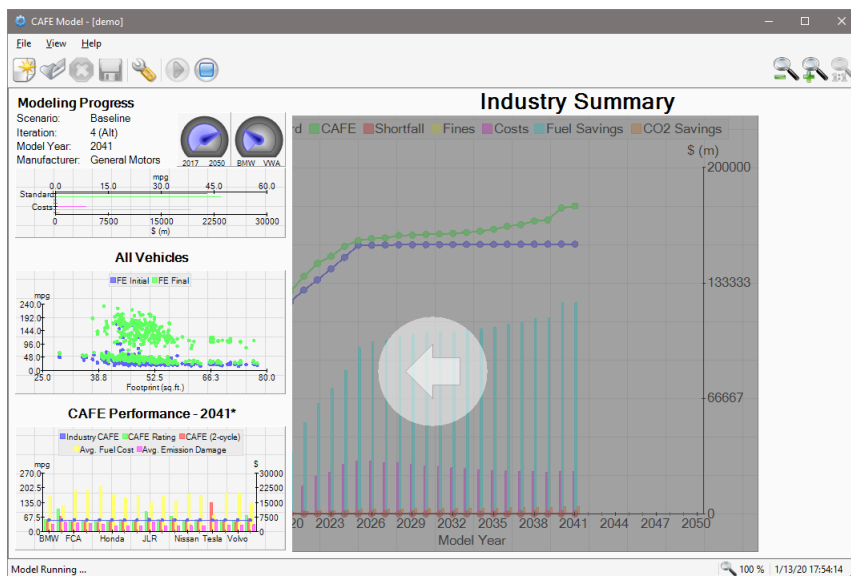 CAFE Model - [demo]
File View Help
Modeling Progress
Scenario: Baseline
Iteration: 4 (Alt)
Model Year: 2041
Manufacturer: General Motors
2017 2050 BMW VWA
mpg
0.0 15.0 30.0 45.0 60.0
Standard
Costs
0 7500 15000 22500 30000
$ (m)
All Vehicles
FE Initial FE Final
mpg
240.0
192.0
144.0
96.0
48.0
0.0
25.0 38.8 52.5 66.3 80.0
Footprint (sq.ft.)
CAFE Performance - 2041*
Industry CAFE CAFE Rating CAFE (2-cycle)
Avg. Fuel Cost Avg. Emission Damage
mpg $
270.0 30000
202.5 22500
135.0 15000
67.5 7500
0.0 0
BMW FCA Honda JLR Nissan Tesla Volvo
Industry Summary
rd CAFE Shortfall Fines Costs Fuel Savings CO2 Savings
$ (m)
200000
133333
66667
0
20 2023 2026 2029 2032 2035 2038 2041 2044 2047 2050
Model Year
Model Running ... 100 % 1/13/20 17:54:14